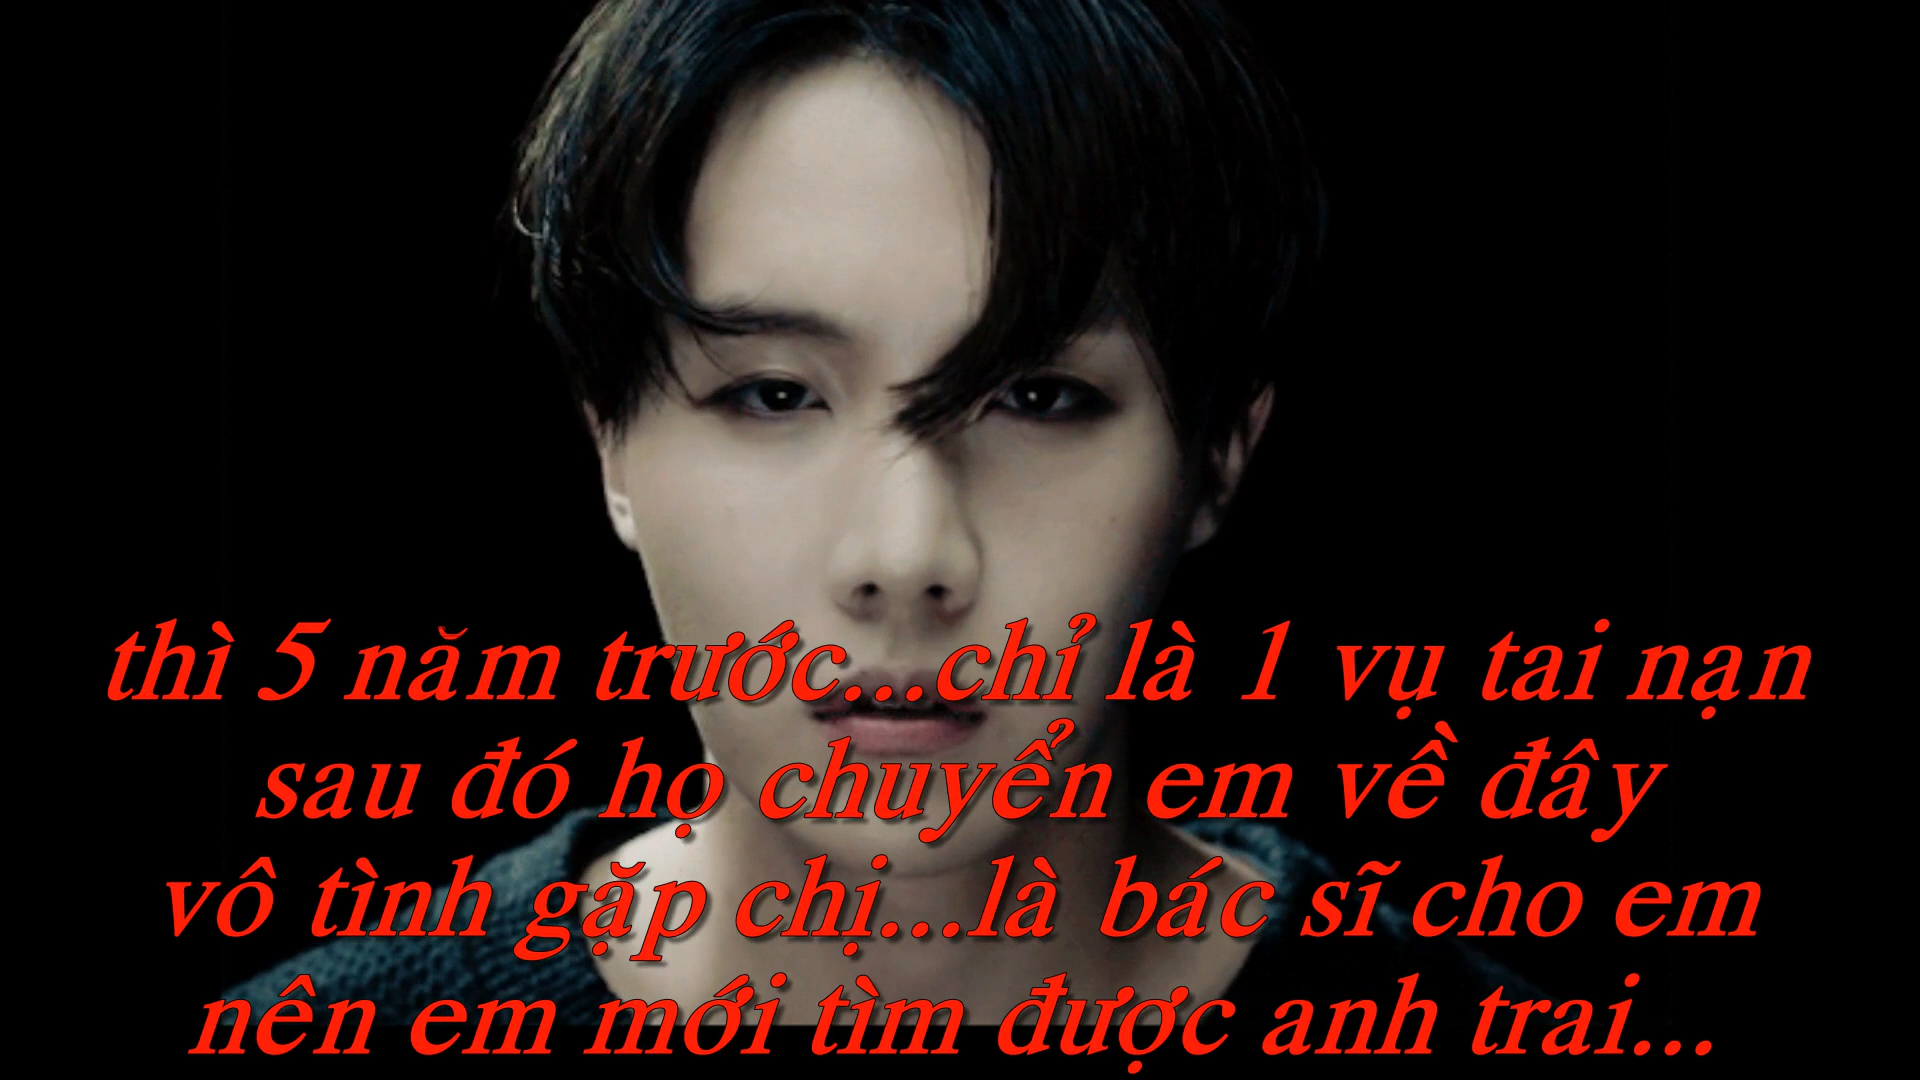 thì 5 năm trước...chỉ là 1 vụ tai nạn
sau đó họ chuyển em về đây
vô tình gặp chị...là bác sĩ cho em
nên em mới tìm được anh trai...